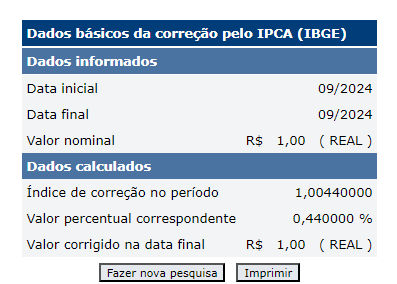 Dados básicos da correção pelo IPCA (IBGE)
Dados informados
Data inicial 09/2024
Data final 09/2024
Valor nominal R$ 1,00 ( REAL )
Dados calculados
Índice de correção no período 1,00440000
Valor percentual correspondente 0,440000 %
Valor corrigido na data final R$ 1,00 ( REAL )
Fazer nova pesquisa Imprimir